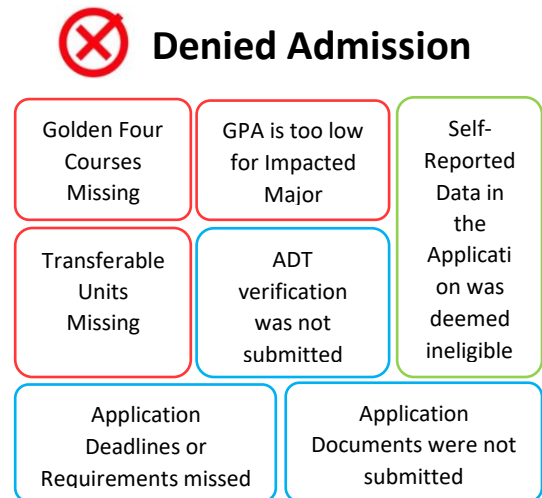 Denied Admission
Golden Four
Courses
Missing
GPA is too low
for Impacted
Major
Self-
Reported
Data in
the
Applicati
on was
deemed
ineligible
Transferable
Units
Missing
ADT
verification
was not
submitted
Application
Deadlines or
Requirements missed
Application
Documents were not
submitted